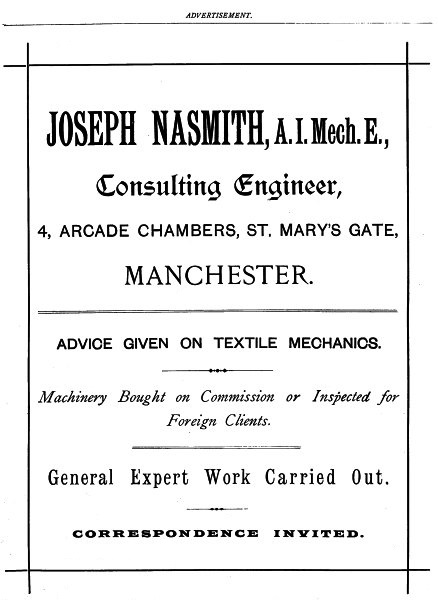 ADVERTISEMENT.
JOSEPH NASMITH, A.I.Mech.E.,
Consulting Engineer,
4, ARCADE CHAMBERS, ST. MARY'S GATE,
MANCHESTER.
ADVICE GIVEN ON TEXTILE MECHANICS.
Machinery Bought on Commission or Inspected for
Foreign Clients.
General Expert Work Carried Out.
CORRESPONDENCE INVITED.